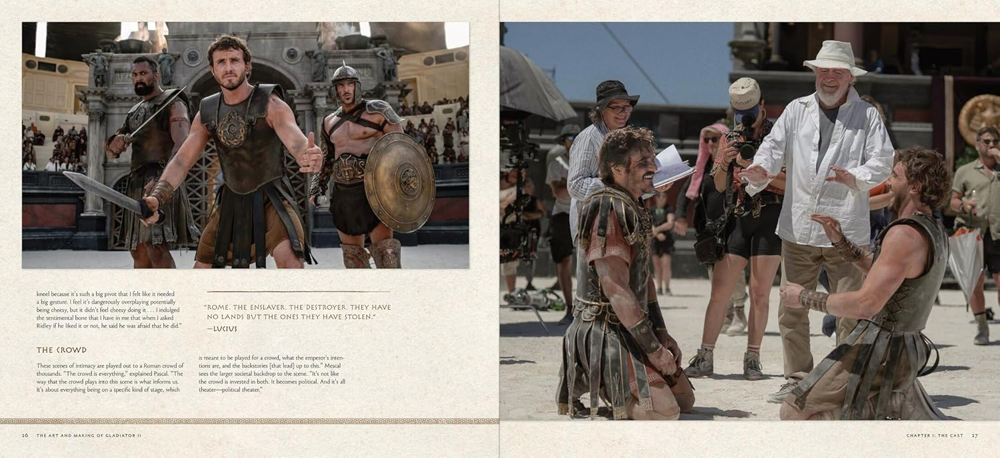 kneel because it's such a big pivot that I felt like it needed
a big gesture. I feel it's dangerously overplaying potentially
being cheesy, but it didn't feel cheesy doing it . . . I indulged
the sentimental bone that I have in me that when I asked
Ridley if he liked it or not, he said he was afraid that he did."
THE CROWD
These scenes of intimacy are played out to a Roman crowd of
thousands. "The crowd is everything," explained Pascal. "The
way that the crowd plays into this scene is what informs us.
It's about everything being on a specific kind of stage, which
"ROME. THE ENSLAVER. THE DESTROYER. THEY HAVE
NO LANDS BUT THE ONES THEY HAVE STOLEN."
—LUCIUS
is meant to be played for a crowd, what the emperor's inten-
tions are, and the backstories [that lead] up to this." Mescal
sees the larger societal backdrop to the scene. "It's not like
the crowd is invested in both. It becomes political. And it's all
theater—political theater."
26 THE ART AND MAKING OF GLADIATOR II
CHAPTER I: THE CAST 27